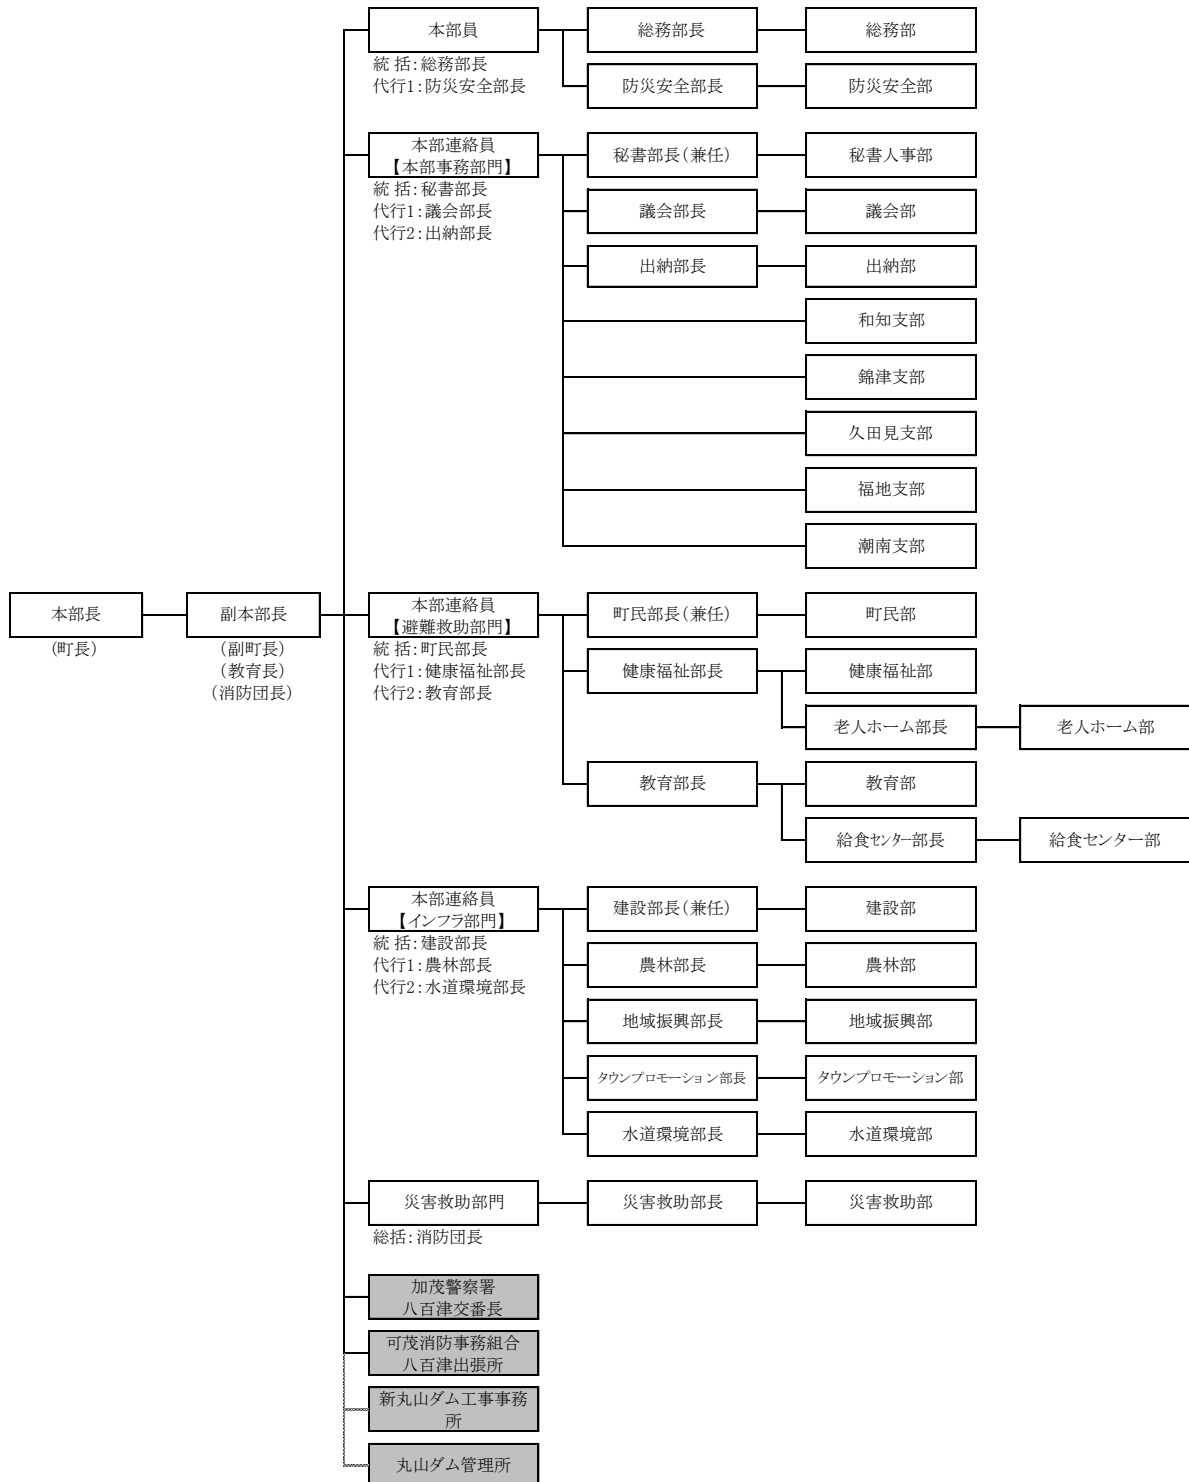 本部員
総務部長
総務部
統 括：総務部長
代行1：防災安全部長
防災安全部長
防災安全部
本部連絡員
【本部事務部門】
秘書部長（兼任）
秘書人事部
統 括：秘書部長
代行1：議会部長
代行2：出納部長
議会部長
議会部
出納部長
出納部
和知支部
錦津支部
久田見支部
福地支部
潮南支部
本部長
（町長）
副本部長
（副町長）
（教育長）
（消防団長）
本部連絡員
【避難救助部門】
町民部長（兼任）
町民部
統 括：町民部長
代行1：健康福祉部長
代行2：教育部長
健康福祉部長
健康福祉部
老人ホーム部長
老人ホーム部
教育部長
教育部
給食センター部長
給食センター部
本部連絡員
【インフラ部門】
建設部長（兼任）
建設部
統 括：建設部長
代行1：農林部長
代行2：水道環境部長
農林部長
農林部
地域振興部長
地域振興部
タウンプロモーション部長
タウンプロモーション部
水道環境部長
水道環境部
災害救助部門
災害救助部長
災害救助部
総括：消防団長
加茂警察署
八百津交番長
可茂消防事務組合
八百津出張所
新丸山ダム工事事務
所
丸山ダム管理所